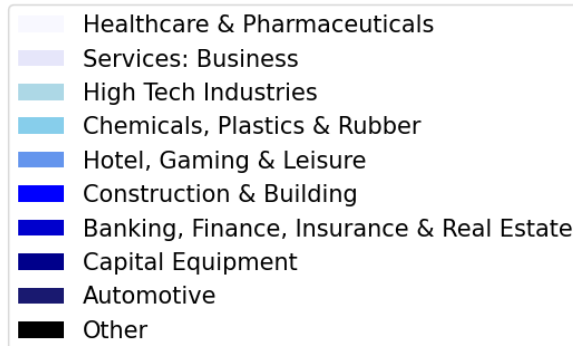 Healthcare & Pharmaceuticals
Services: Business
High Tech Industries
Chemicals, Plastics & Rubber
Hotel, Gaming & Leisure
Construction & Building
Banking, Finance, Insurance & Real Estate
Capital Equipment
Automotive
Other